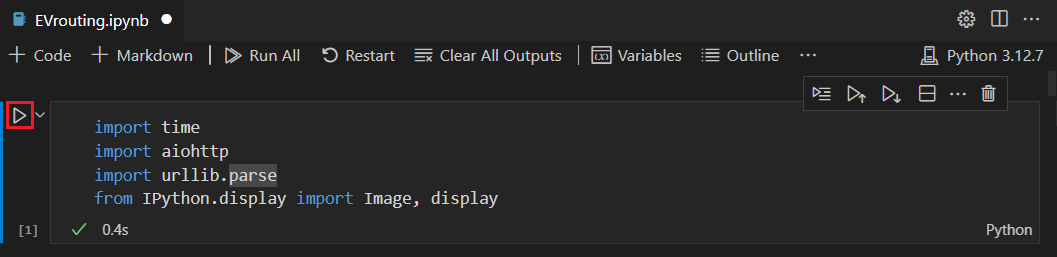 EVrouting.ipynb
Code Markdown Run All Restart Clear All Outputs Variables Outline ... Python 3.12.7
import time
import aiohttp
import urllib.parse
from IPython.display import Image, display
[1] 0.4s Python